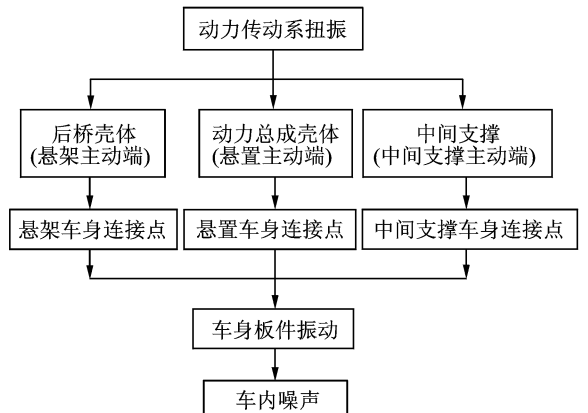 动力传动系扭振
后桥壳体
(悬架主动端)
动力总成壳体
(悬置主动端)
中间支撑
(中间支撑主动端)
悬架车身连接点
悬置车身连接点
中间支撑车身连接点
车身板件振动
车内噪声